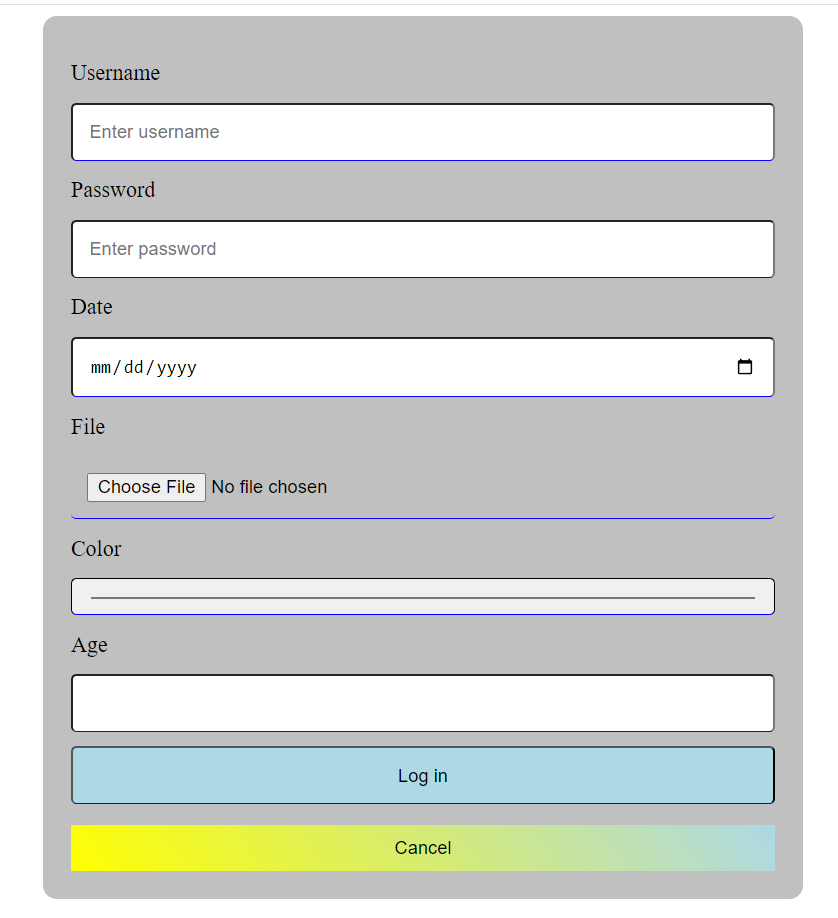 Username
Enter username
Password
Enter password
Date
mm/dd/yyyy
File
Choose File No file chosen
Color
Age
Log in
Cancel